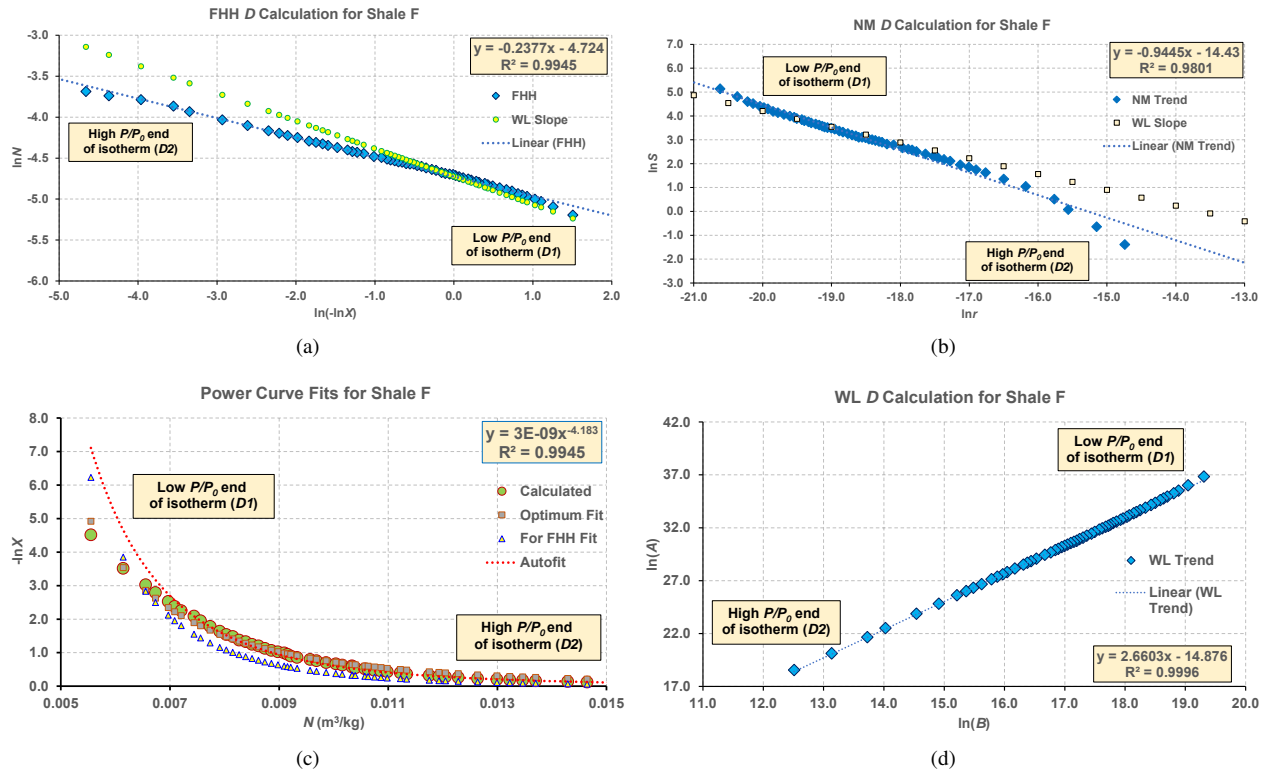 FHH D Calculation for Shale F
-3.0
-3.5
-4.0
-4.5
-5.0
-5.5
-6.0
lnN
y = -0.2377x - 4.724
R² = 0.9945
FHH
WL Slope
Linear (FHH)
High P/P0 end
of isotherm (D2)
Low P/P0 end
of isotherm (D1)
-5.0 -4.0 -3.0 -2.0 -1.0 0.0 1.0 2.0
ln(-lnX)
(a)
NM D Calculation for Shale F
7.0
6.0
5.0
4.0
3.0
2.0
1.0
0.0
-1.0
-2.0
-3.0
lnS
Low P/P0 end
of isotherm (D1)
y = -0.9445x - 14.43
R² = 0.9801
NM Trend
WL Slope
Linear (NM Trend)
High P/P0 end
of isotherm (D2)
-21.0 -20.0 -19.0 -18.0 -17.0 -16.0 -15.0 -14.0 -13.0
lnr
(b)
Power Curve Fits for Shale F
8.0
7.0
6.0
5.0
4.0
3.0
2.0
1.0
0.0
-lnX
y = 3E-09x^-4.183
R² = 0.9945
Low P/P0 end
of isotherm (D1)
Calculated
Optimum Fit
For FHH Fit
Autofit
High P/P0 end
of isotherm (D2)
0.005 0.007 0.009 0.011 0.013 0.015
N (m³/kg)
(c)
WL D Calculation for Shale F
42.0
37.0
32.0
27.0
22.0
17.0
ln(A)
Low P/P0 end
of isotherm (D1)
WL Trend
Linear (WL
Trend)
High P/P0 end
of isotherm (D2)
y = 2.6603x - 14.876
R² = 0.9996
11.0 12.0 13.0 14.0 15.0 16.0 17.0 18.0 19.0 20.0
ln(B)
(d)